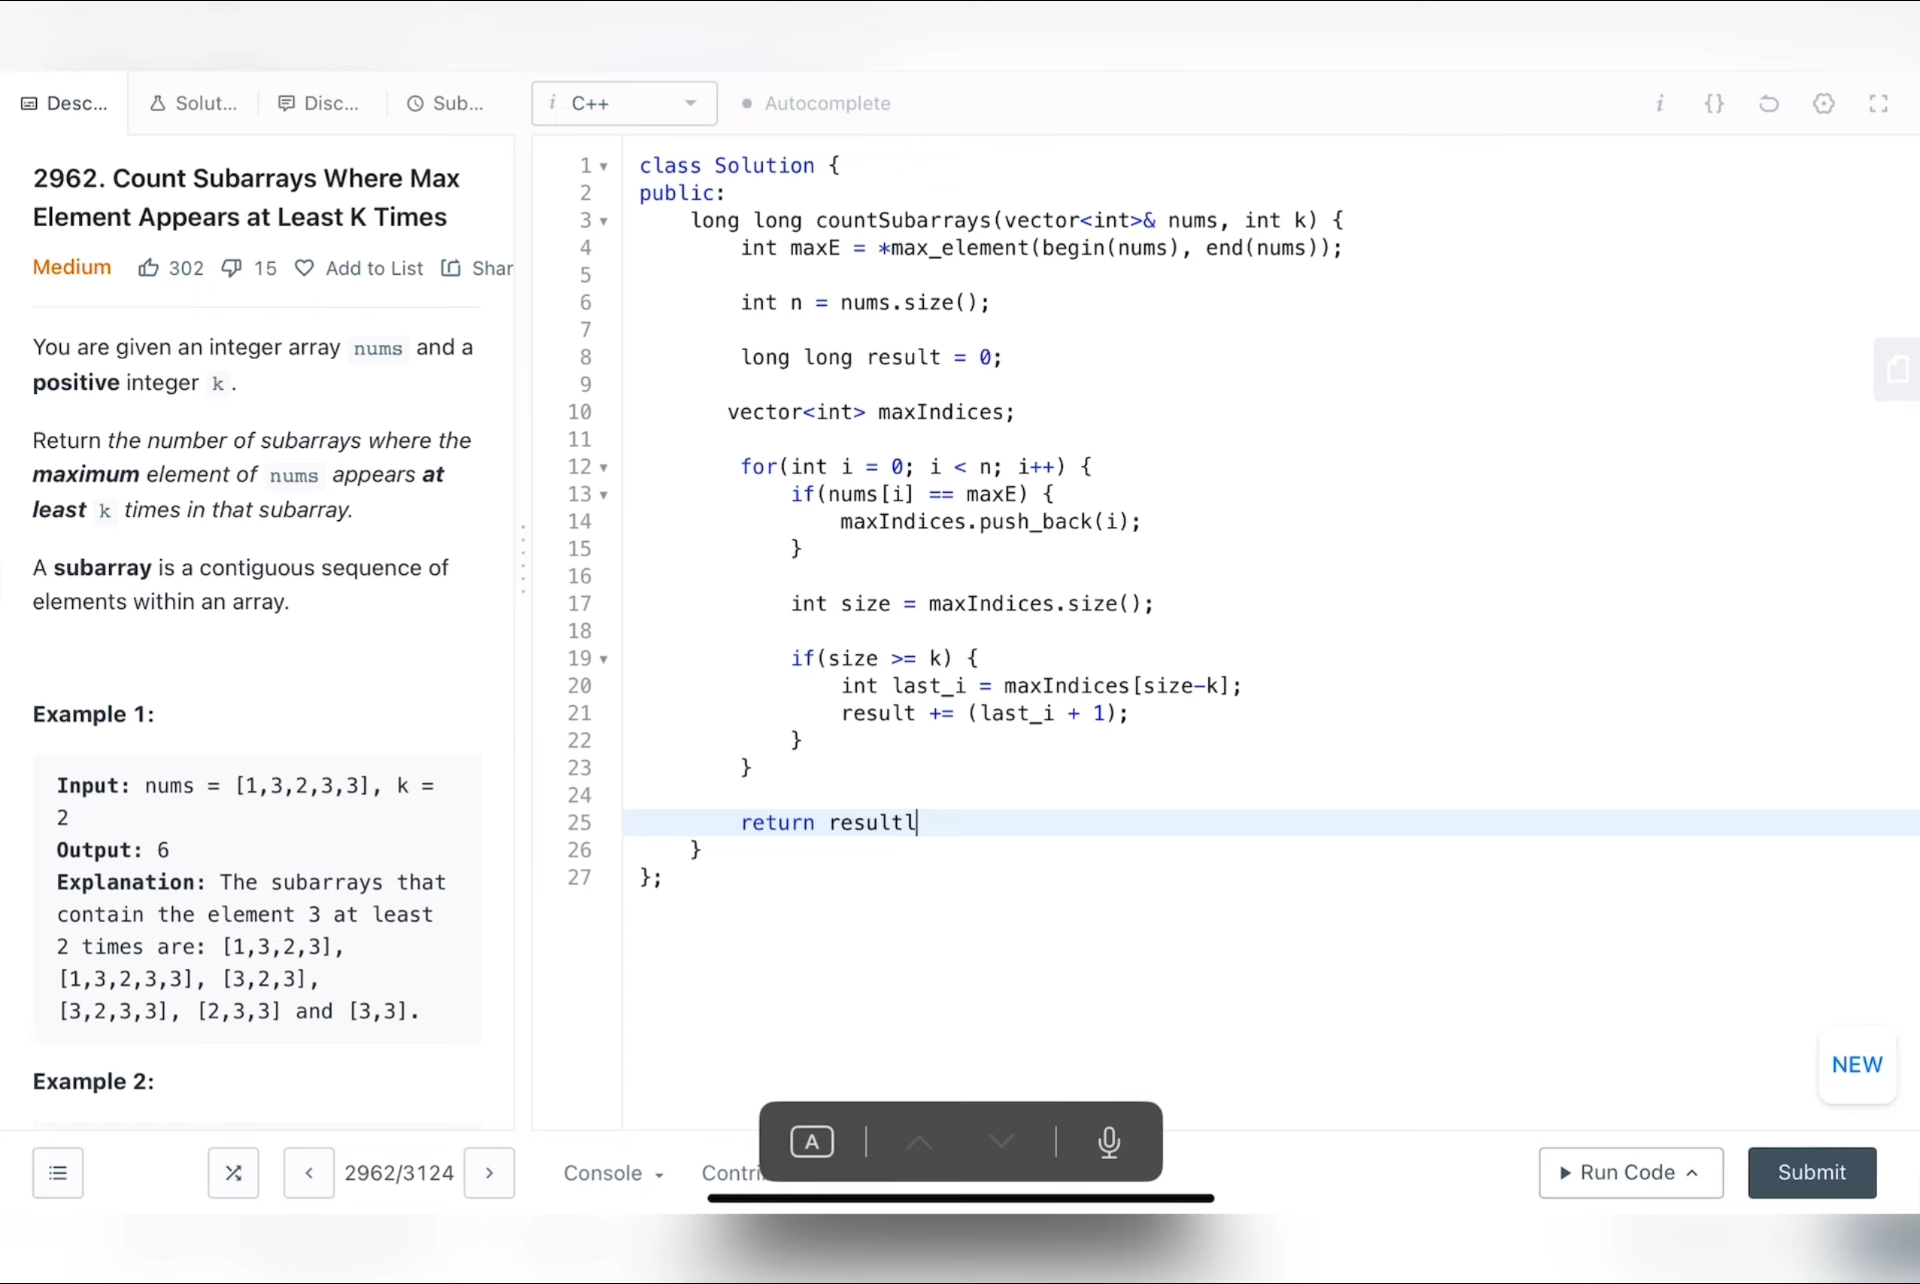 Desc...
Solut...
Disc...
Sub...
i C++
Autocomplete
i {}
2962. Count Subarrays Where Max
Element Appears at Least K Times
Medium 302 15 Add to List Shar
You are given an integer array nums and a
positive integer k.
Return the number of subarrays where the
maximum element of nums appears at
least k times in that subarray.
A subarray is a contiguous sequence of
elements within an array.
Example 1:
Input: nums = [1,3,2,3,3], k =
2
Output: 6
Explanation: The subarrays that
contain the element 3 at least
2 times are: [1,3,2,3],
[1,3,2,3,3], [3,2,3],
[3,2,3,3], [2,3,3] and [3,3].
Example 2:
1 class Solution {
2 public:
3 long long countSubarrays(vector<int>& nums, int k) {
4 int maxE = *max_element(begin(nums), end(nums));
5
6 int n = nums.size();
7
8 long long result = 0;
9
10 vector<int> maxIndices;
11
12 for(int i = 0; i < n; i++) {
13 if(nums[i] == maxE) {
14 maxIndices.push_back(i);
15 }
16
17 int size = maxIndices.size();
18
19 if(size >= k) {
20 int last_i = maxIndices[size-k];
21 result += (last_i + 1);
22 }
23 }
24
25 return resultl
26 }
27 };
NEW
A
2962/3124
Console
Contri
Run Code
Submit